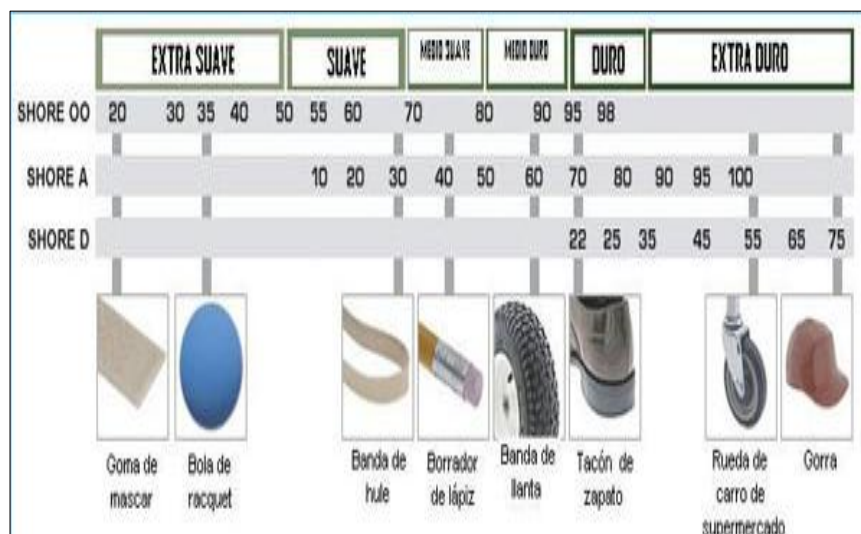 EXTRA SUAVE SUAVE MEDIO SUAVE MEDIO DURO DURO EXTRA DURO
SHORE OO 20 30 35 40 50 55 60 70 80 90 95 98
SHORE A 10 20 30 40 50 60 70 80 90 95 100
SHORE D 22 25 35 45 55 65 75
Goma de mascar
Bola de racquet
Banda de hule
Borrador de lápiz
Banda de llanta
Tacón de zapato
Rueda de carro de supermercado
Gorra